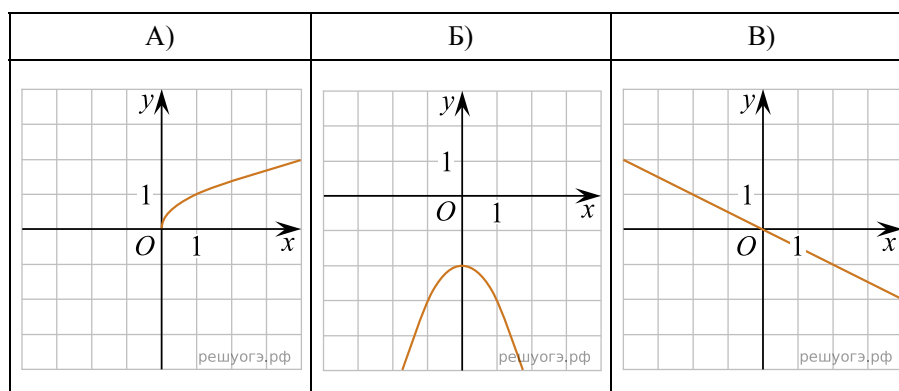 А) Б) В)
y y y
1 1 1
O 1 x O 1 x O 1 x
решуогэ.рф решуогэ.рф решуогэ.рф